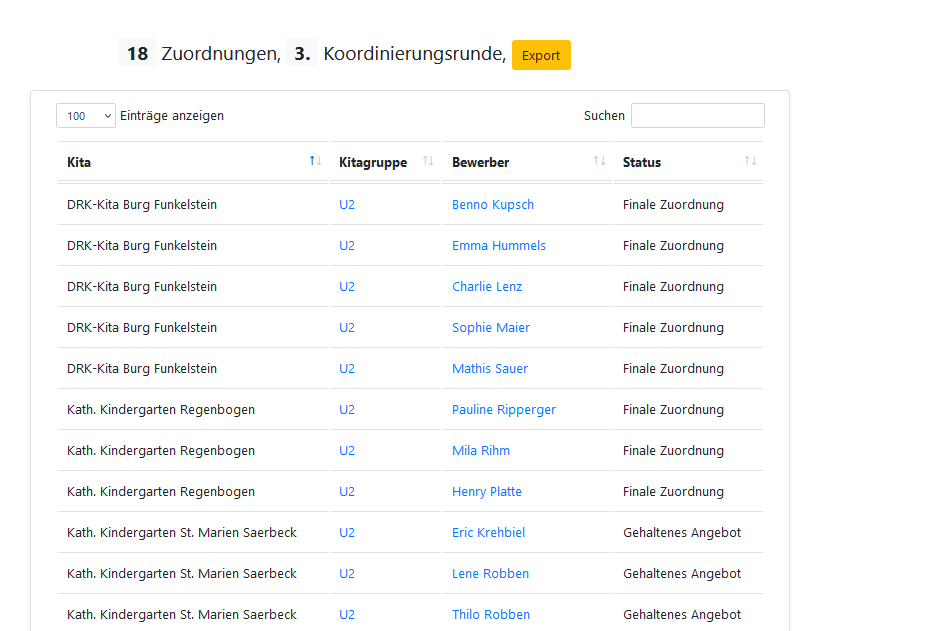 18 Zuordnungen, 3. Koordinierungsrunde, Export
100 Einträge anzeigen Suchen
Kita Kitagruppe Bewerber Status
DRK-Kita Burg Funkelstein U2 Benno Kupsch Finale Zuordnung
DRK-Kita Burg Funkelstein U2 Emma Hummels Finale Zuordnung
DRK-Kita Burg Funkelstein U2 Charlie Lenz Finale Zuordnung
DRK-Kita Burg Funkelstein U2 Sophie Maier Finale Zuordnung
DRK-Kita Burg Funkelstein U2 Mathis Sauer Finale Zuordnung
Kath. Kindergarten Regenbogen U2 Pauline Ripperger Finale Zuordnung
Kath. Kindergarten Regenbogen U2 Mila Rihm Finale Zuordnung
Kath. Kindergarten Regenbogen U2 Henry Platte Finale Zuordnung
Kath. Kindergarten St. Marien Saerbeck U2 Eric Krehbiel Gehaltenes Angebot
Kath. Kindergarten St. Marien Saerbeck U2 Lene Robben Gehaltenes Angebot
Kath. Kindergarten St. Marien Saerbeck U2 Thilo Robben Gehaltenes Angebot